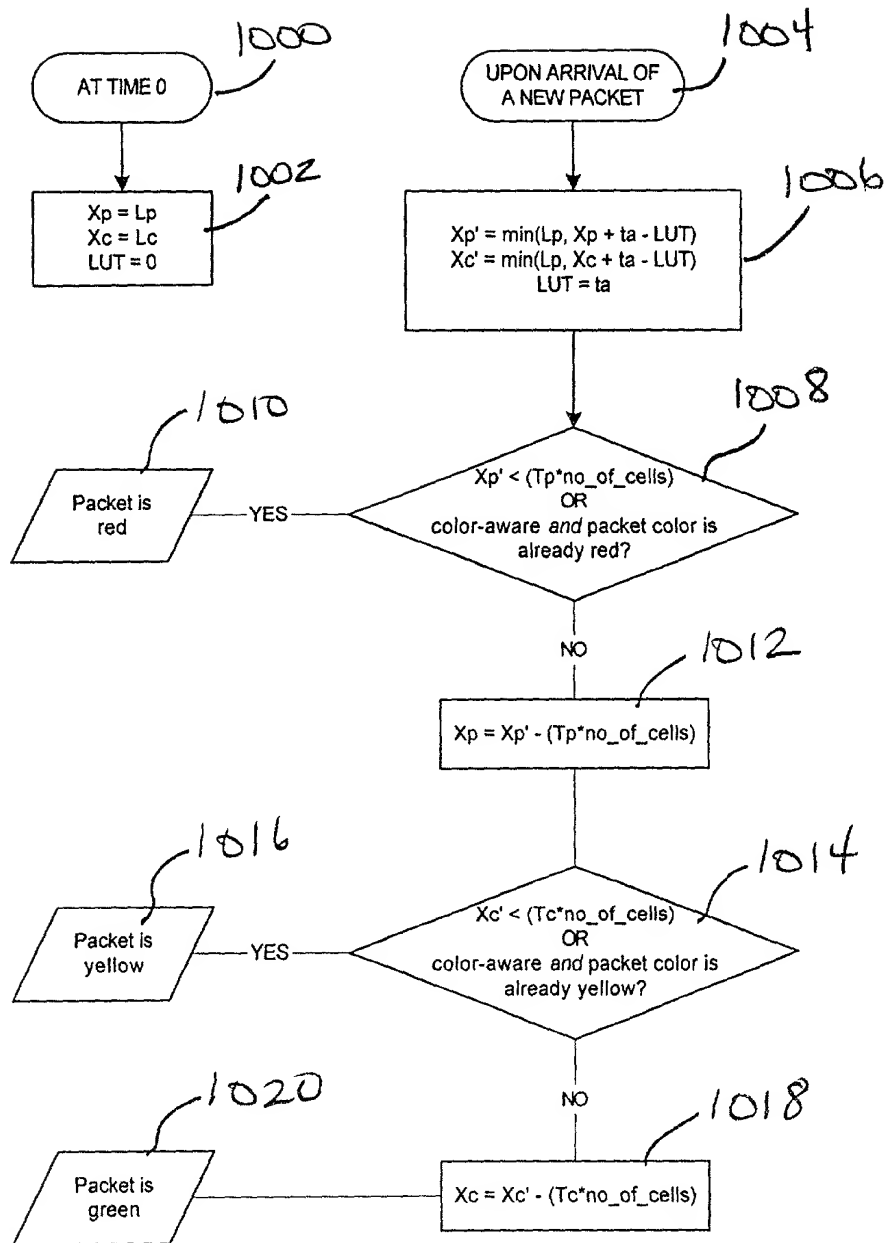 1000
AT TIME 0
1002
Xp = Lp
Xc = Lc
LUT = 0
1004
UPON ARRIVAL OF
A NEW PACKET
1006
Xp' = min(Lp, Xp + ta - LUT)
Xc' = min(Lp, Xc + ta - LUT)
LUT = ta
1008
Xp' < (Tp*no_of_cells)
OR
color-aware and packet color is
already red?
YES
1010
Packet is
red
NO
1012
Xp = Xp' - (Tp*no_of_cells)
1014
Xc' < (Tc*no_of_cells)
OR
color-aware and packet color is
already yellow?
YES
1016
Packet is
yellow
NO
1018
Xc = Xc' - (Tc*no_of_cells)
1020
Packet is
green